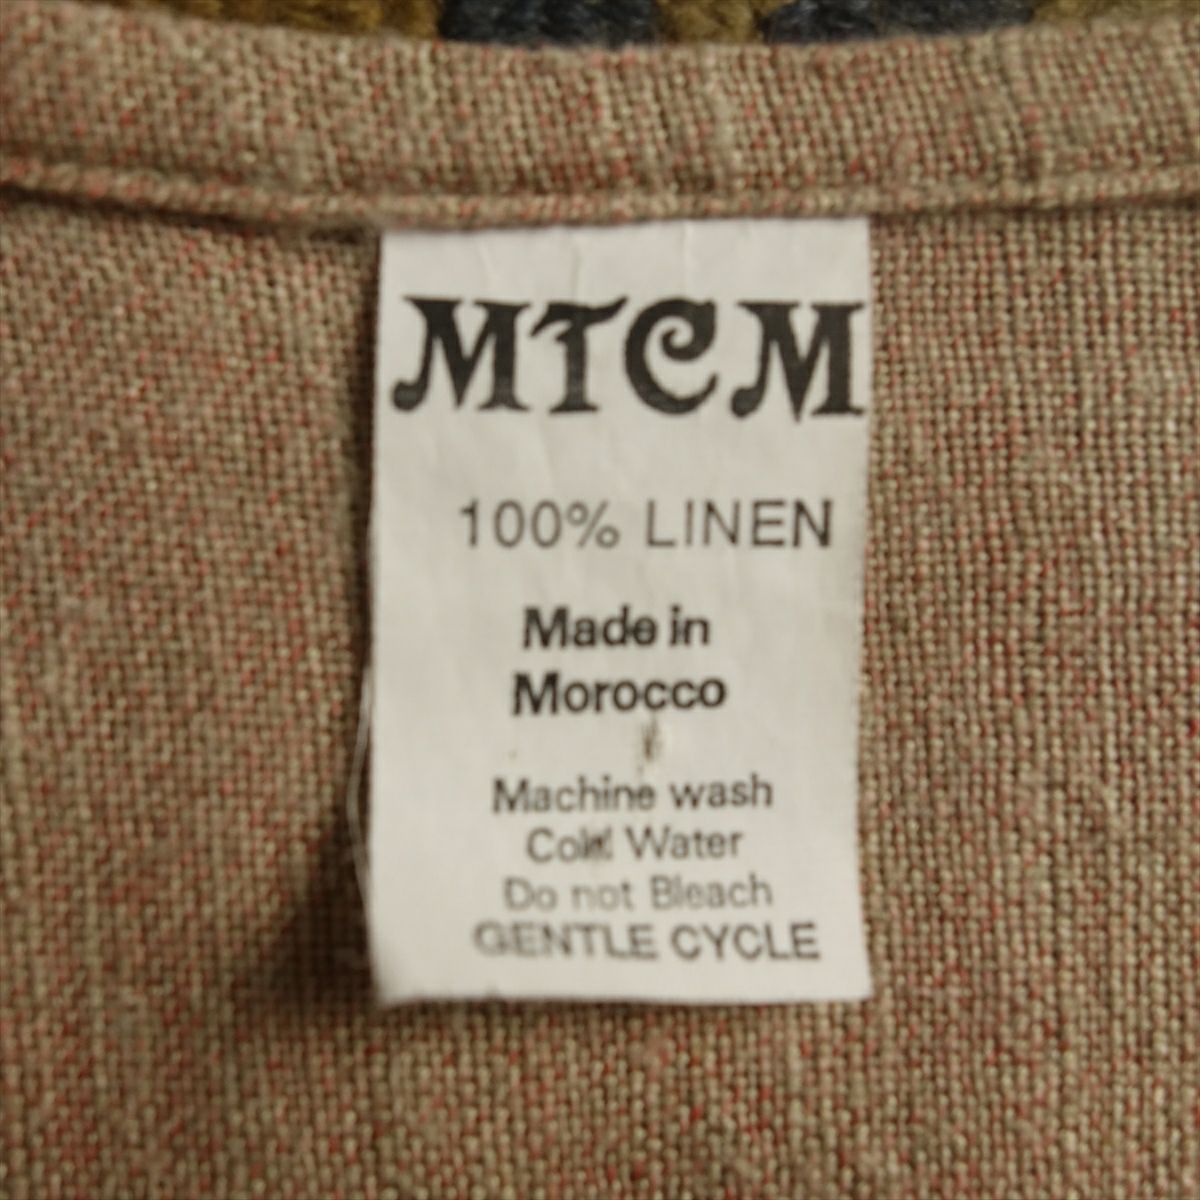 MTCM
100% LINEN
Made in
Morocco
Machine wash
Cold Water
Do not Bleach
GENTLE CYCLE